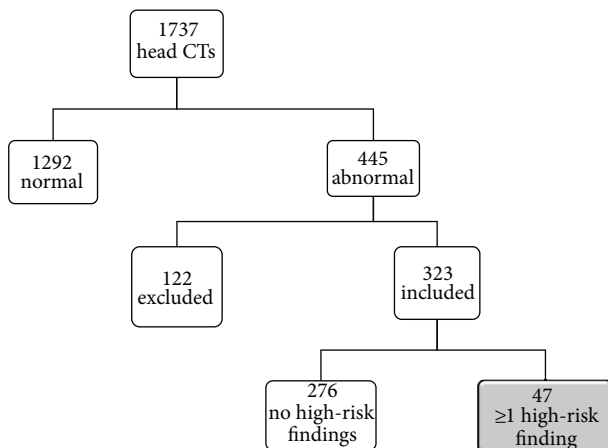 1737
head CTs
1292
normal
445
abnormal
122
excluded
323
included
276
no high-risk
findings
47
≥1 high-risk
finding